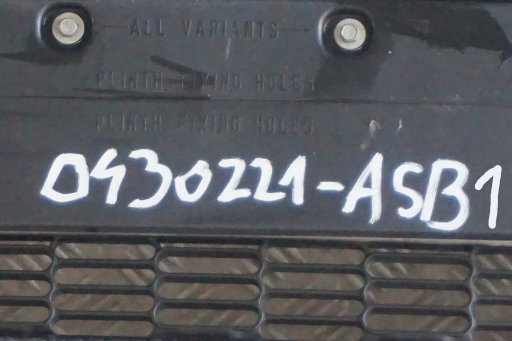 ← ALL VARIANTS →
PLINTH FIXING HOLES
PLINTH FIXING HOLES
0430221-ASB1